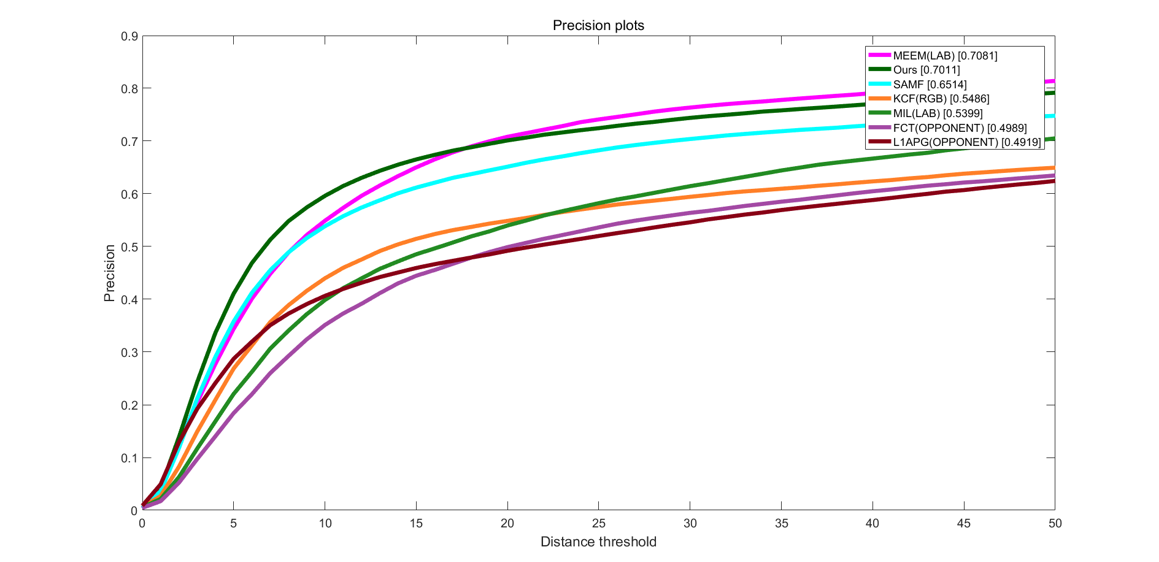 Precision plots
0.9
0.8
0.7
0.6
0.5
0.4
0.3
0.2
0.1
0
Precision
MEEM(LAB) [0.7081]
Ours [0.7011]
SAMF [0.6514]
KCF(RGB) [0.5486]
MIL(LAB) [0.5399]
FCT(OPPONENT) [0.4989]
L1APG(OPPONENT) [0.4919]
0 5 10 15 20 25 30 35 40 45 50
Distance threshold